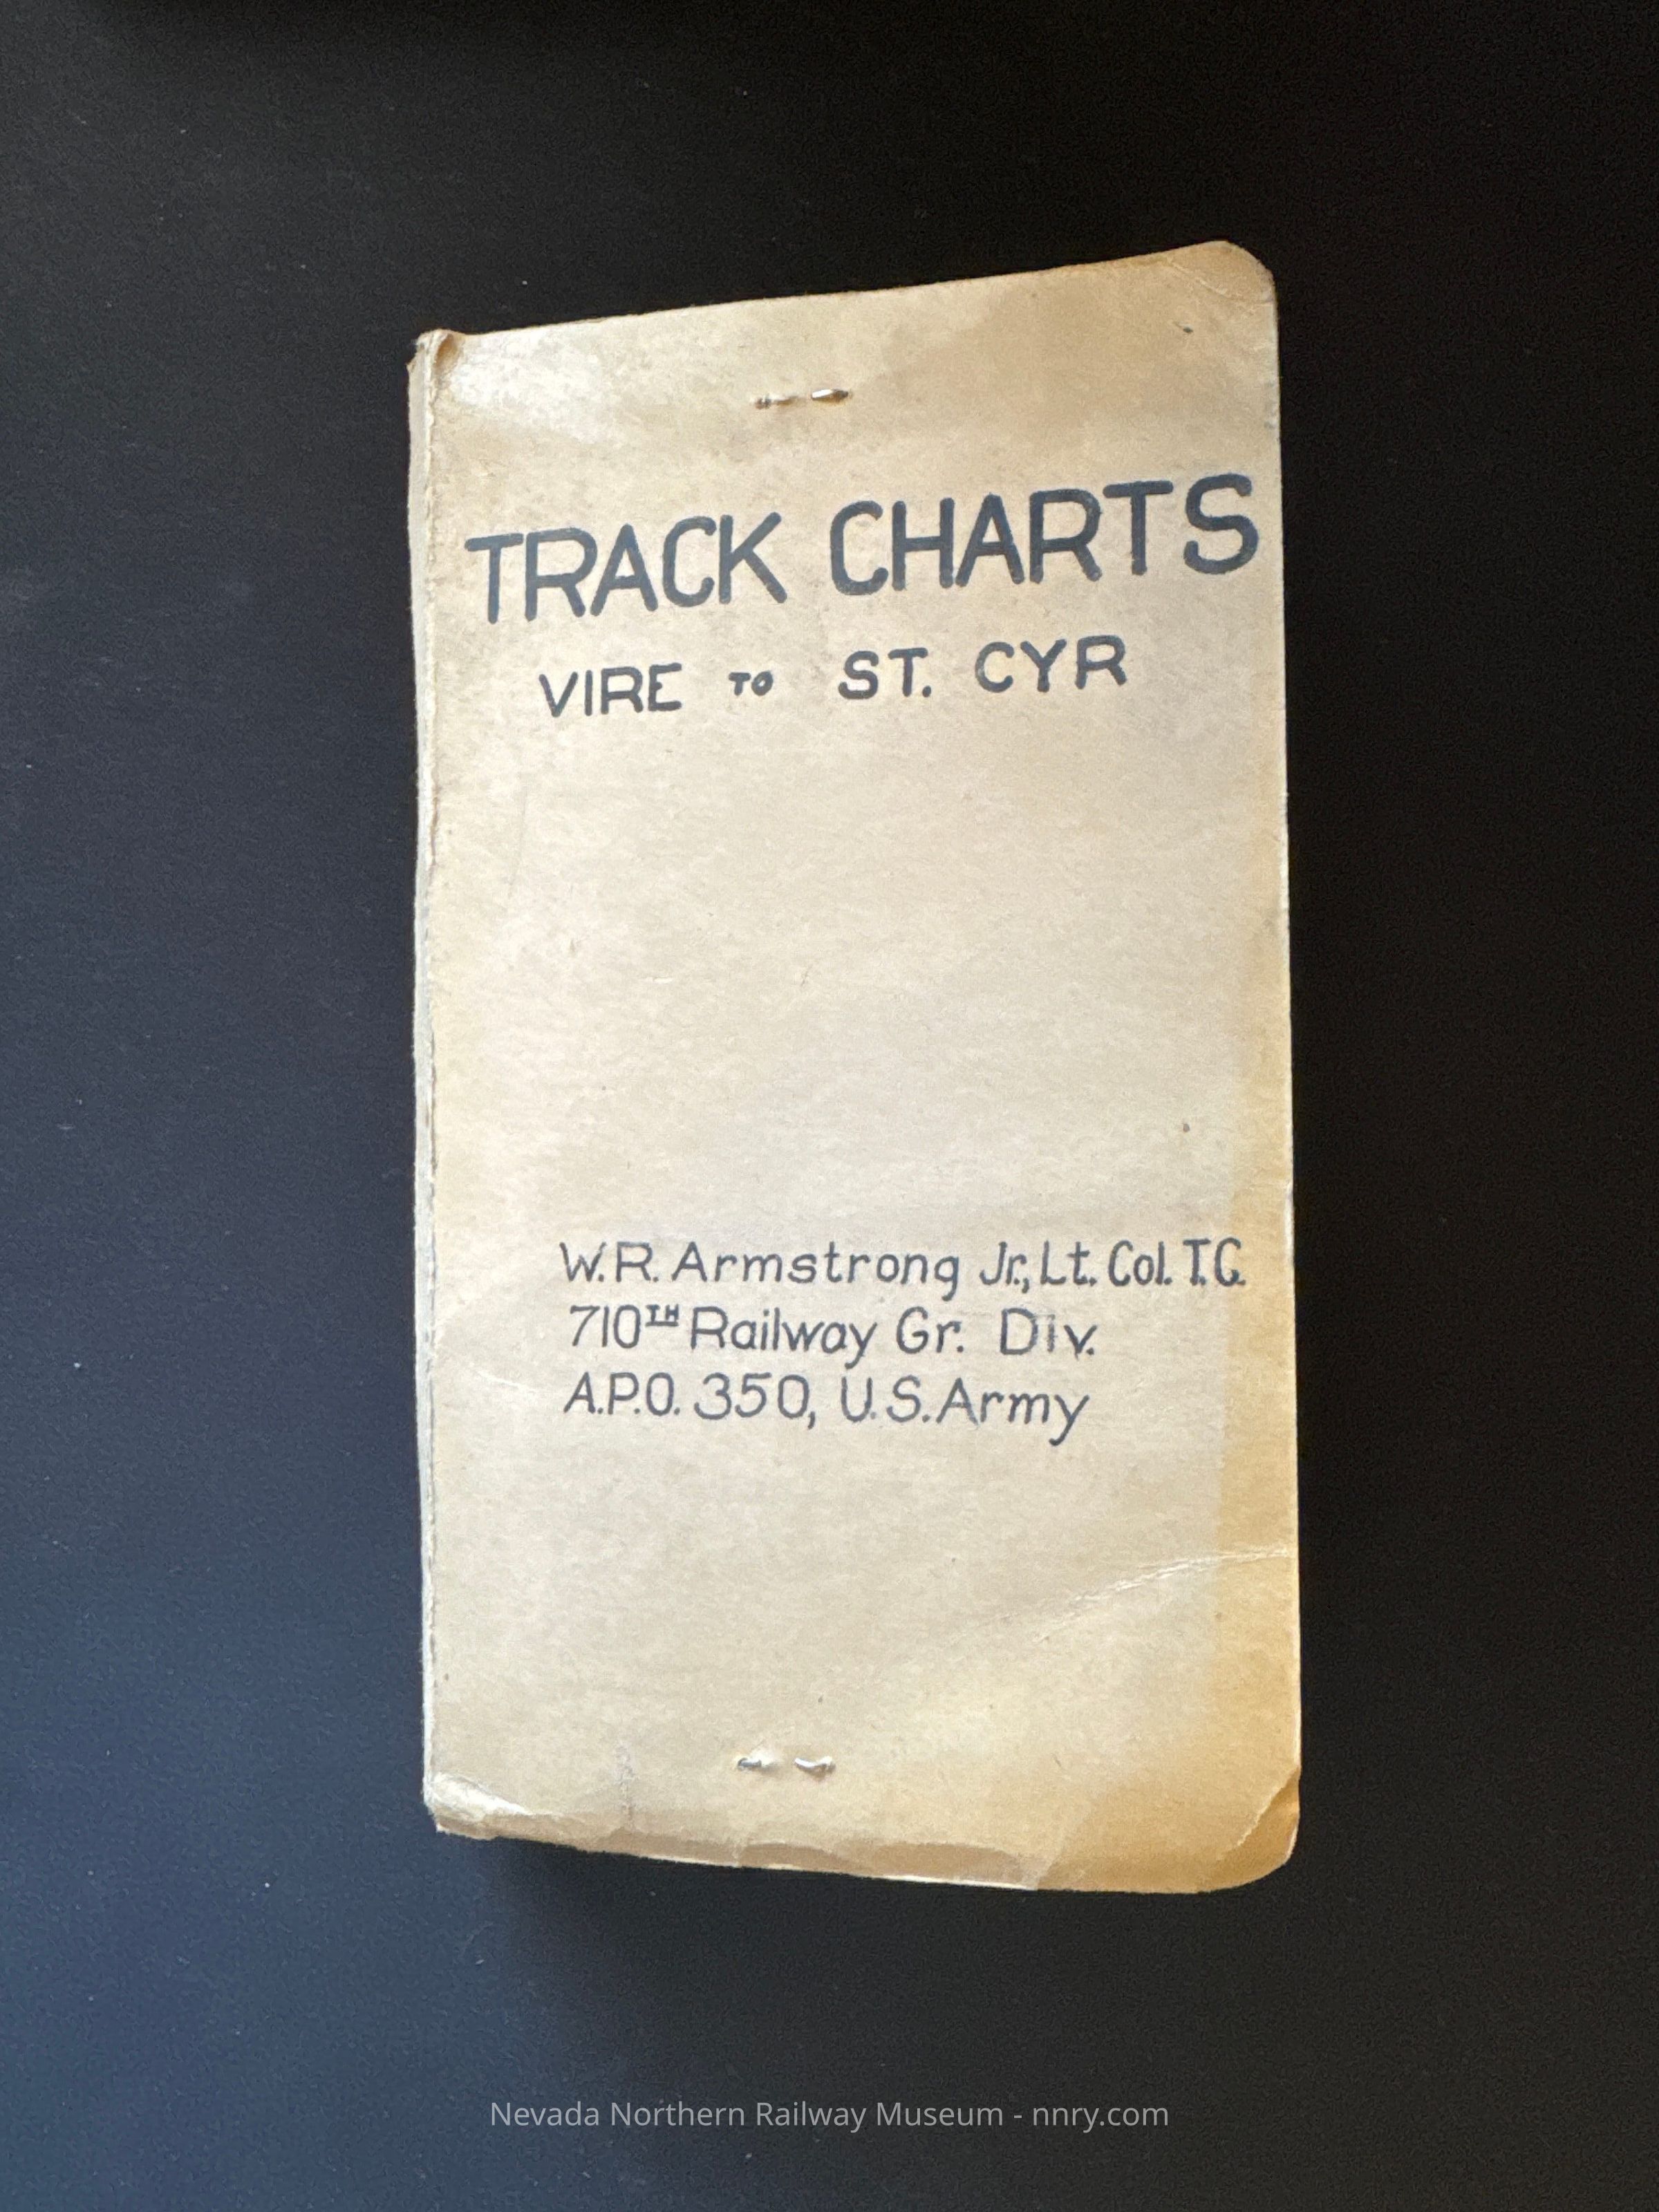 TRACK CHARTS
VIRE TO ST. CYR
W.R. Armstrong Jr., Lt. Col. T.C.
710TH Railway Gr. Div.
A.P.O. 350, U.S. Army
Nevada Northern Railway Museum - nnry.com